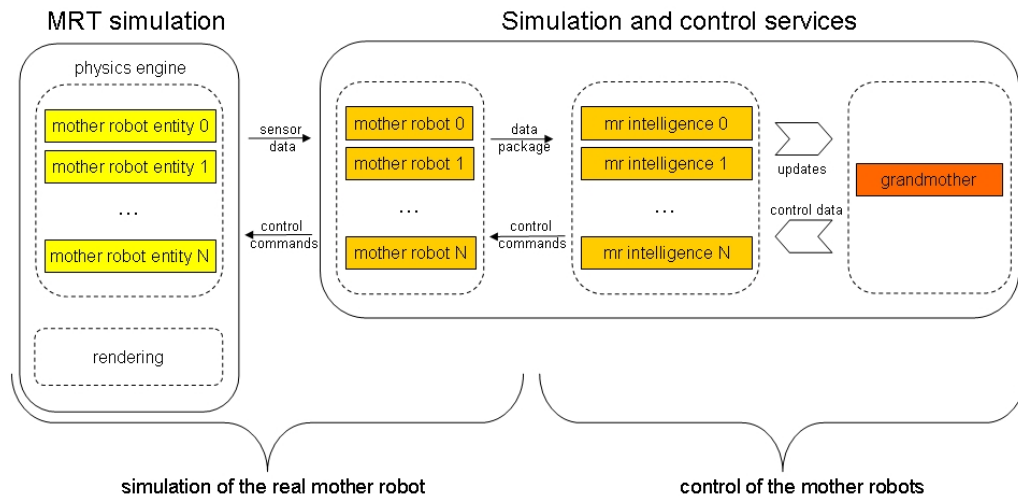 MRT simulation
Simulation and control services
physics engine
mother robot entity 0
mother robot entity 1
...
mother robot entity N
rendering
sensor
data
control
commands
mother robot 0
mother robot 1
...
mother robot N
data
package
control
commands
mr intelligence 0
mr intelligence 1
...
mr intelligence N
updates
control data
grandmother
simulation of the real mother robot
control of the mother robots